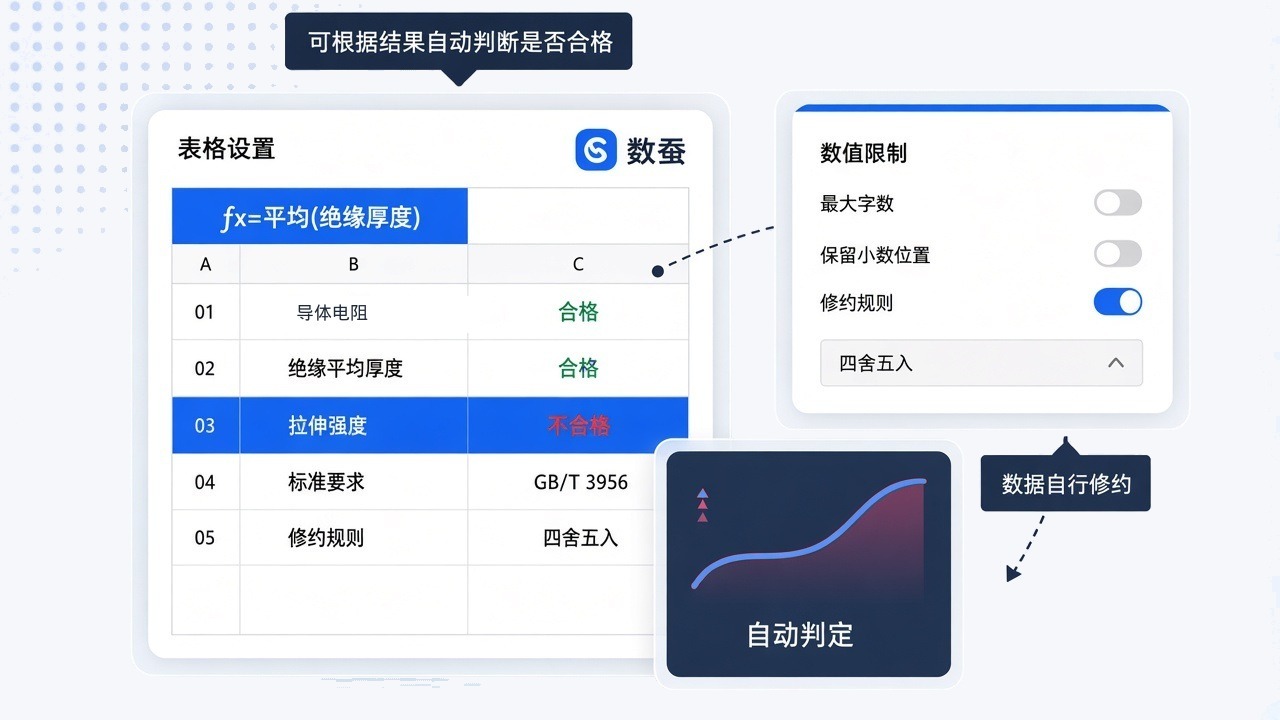 可根据结果自动判断是否合格
表格设置
数蚕
fx=平均(绝缘厚度)
A B C
01 导体电阻 合格
02 绝缘平均厚度 合格
03 拉伸强度 不合格
04 标准要求 GB/T 3956
05 修约规则 四舍五入
数值限制
最大字数
保留小数位置
修约规则
四舍五入
数据自行修约
自动判定